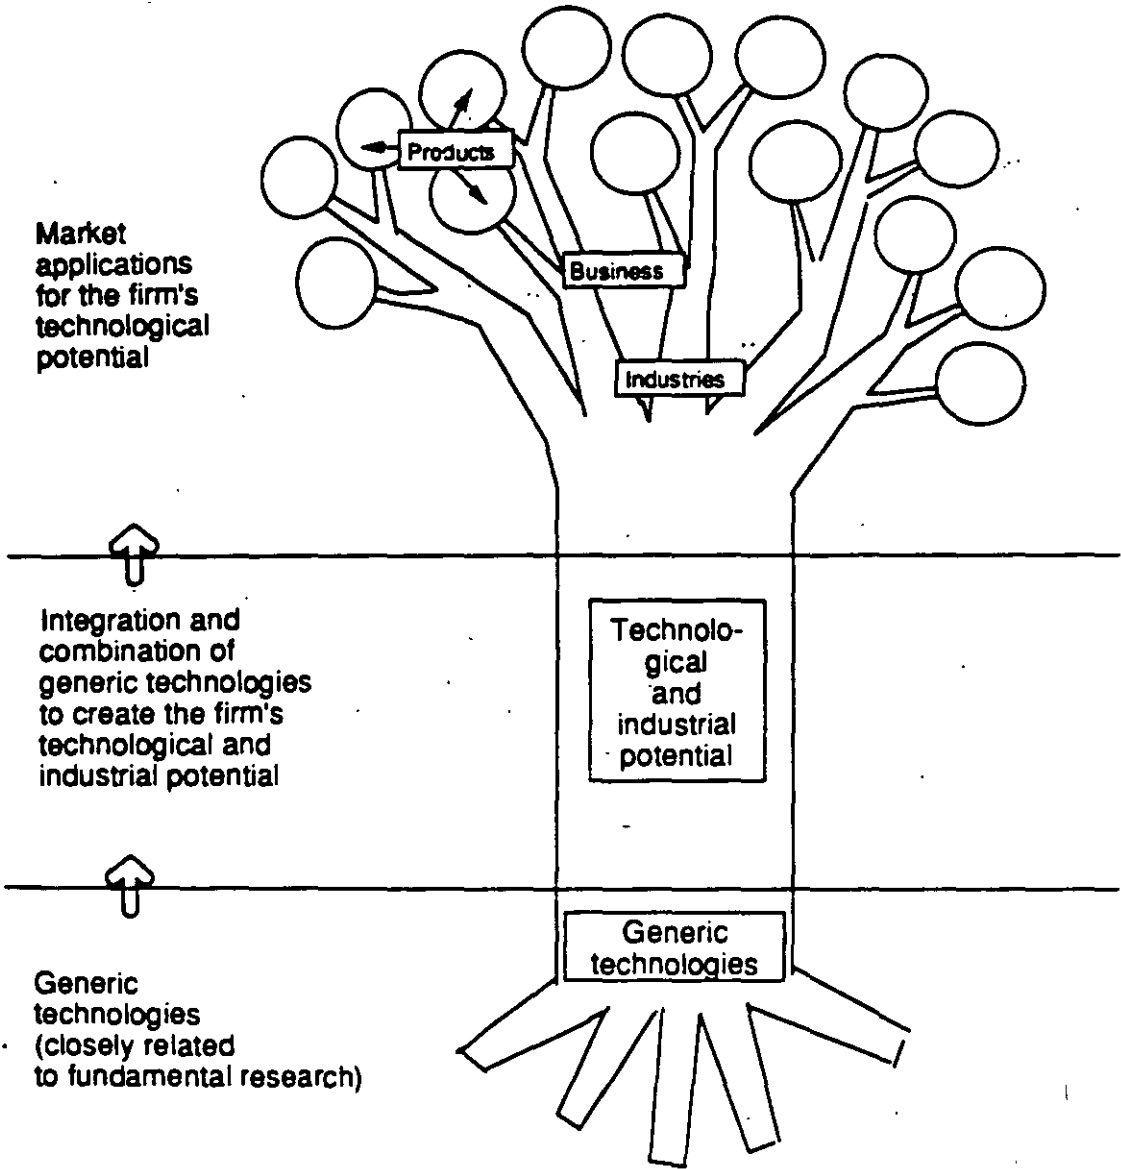 Products
Market
applications
for the firm's
technological
potential
Business
Industries
Integration and
combination of
generic technologies
to create the firm's
technological and
industrial potential
Technolo-
gical
and
industrial
potential
Generic
technologies
Generic
technologies
(closely related
to fundamental research)